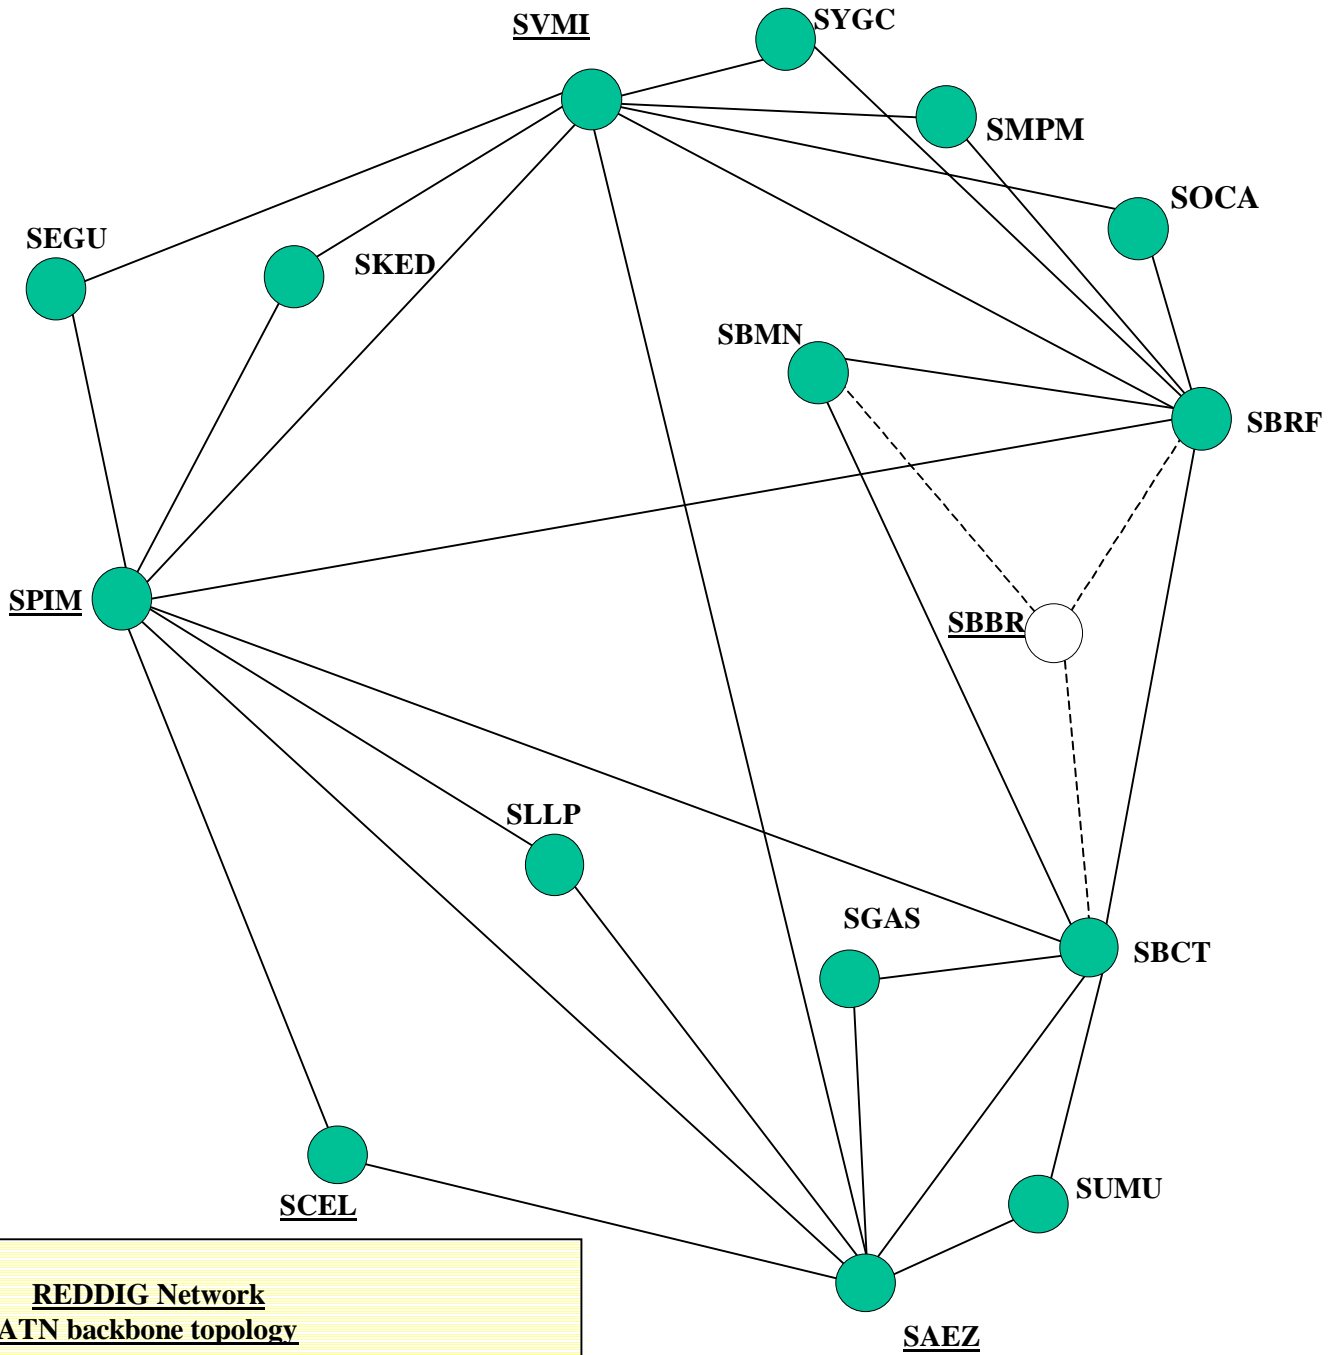 SVMI
SYGC
SMPM
SOCA
SEGU
SKED
SBMN
SBRF
SPIM
SBBR
SLLP
SGAS
SBCT
SCEL
SUMU
SAEZ
REDDIG Network
ATN backbone topology